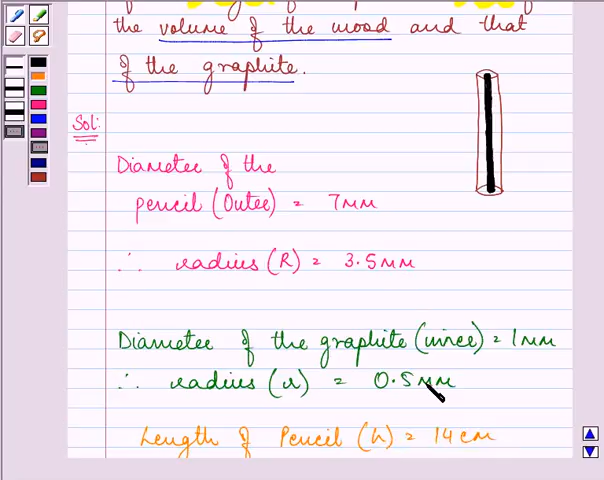 the volume of the wood and that
of the graphite.
Sol:
Diameter of the
pencil (Outer) = 7mm
∴ radius (R) = 3.5mm
Diameter of the graphite (inner) = 1mm
∴ radius (r) = 0.5mm
Length of Pencil (h) = 14cm